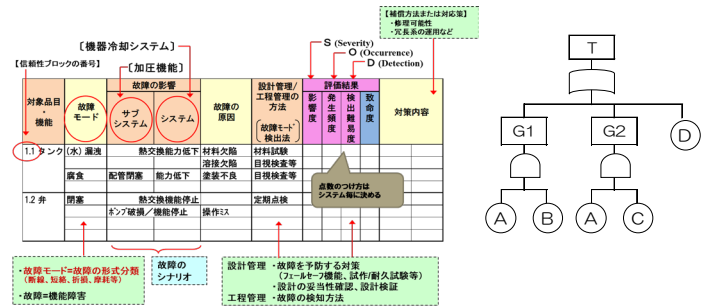 【補償方法または対応策】
・修理可能性
・冗長系の運用など
S (Severity)
O (Occurrence)
D (Detection)
〔機器冷却システム〕
〔加圧機能〕
【信頼性ブロックの番号】
対象品目・機能
故障モード
故障の影響
サブシステム
システム
故障の原因
設計管理/工程管理の方法
〔故障モード検出法〕
評価結果
影響度
発生頻度
検出難易度
致命度
対策内容
1.1 タンク (水) 漏洩 熱交換能力低下 材料欠陥 材料試験
溶接欠陥 目視検査等
腐食 配管閉塞 能力低下 塗装不良 目視検査等
1.2 弁 閉塞 熱交換機能停止 定期点検
ポンプ破損/機能停止 操作ミス
点数のつけ方は
システム毎に決める
・故障モード=故障の形式分類
(断線、短絡、折損、摩耗等)
・故障=機能障害
故障の
シナリオ
設計管理 ・故障を予防する対策
(フェールセーフ機能、試作/耐久試験等)
・設計の妥当性確認、設計検証
工程管理 ・故障の検知方法
T
G1
G2
D
A
B
A
C